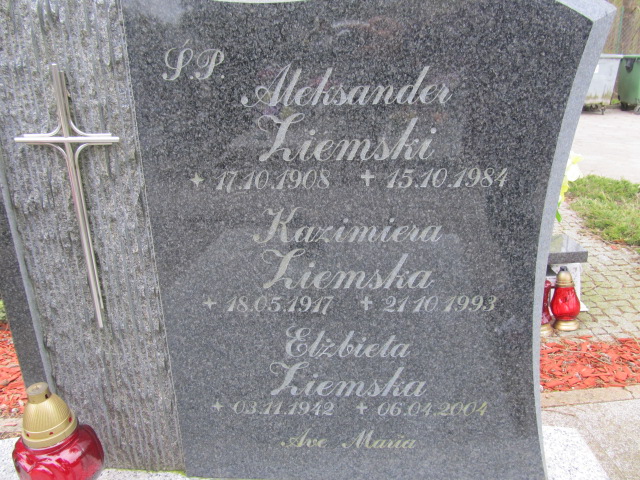 Ś.P.
Aleksander
Ziemski
✦ 17.10.1908 ✝ 15.10.1984
Kazimiera
Ziemska
✦ 18.05.1917 ✝ 21.10.1993
Elżbieta
Ziemska
✦ 03.11.1942 ✝ 06.04.2004
Ave Maria